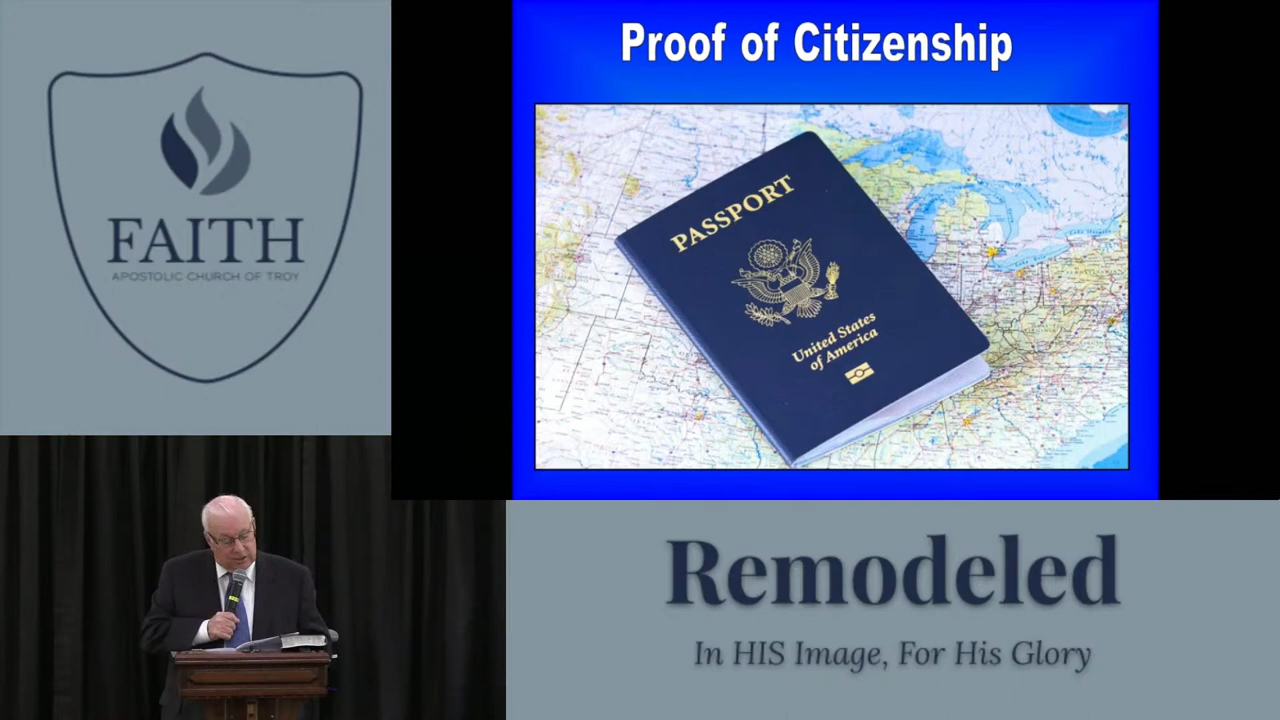 FAITH
APOSTOLIC CHURCH OF TROY
Proof of Citizenship
PASSPORT
United States
of America
Remodeled
In HIS Image, For His Glory